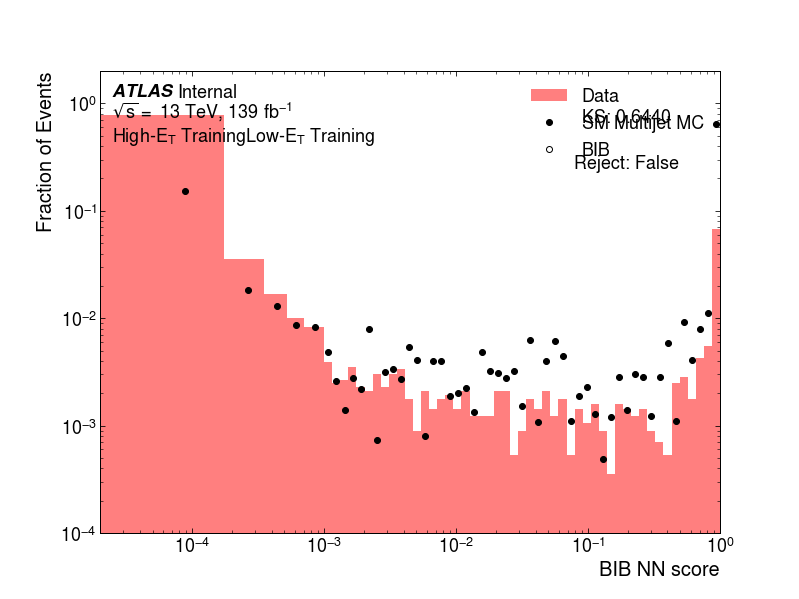 ATLAS Internal
√s = 13 TeV, 139 fb⁻¹
High-E_T TrainingLow-E_T Training
Data
KS: 0.6440
SM Multijet MC
BIB
Reject: False
Fraction of Events
10⁰
10⁻¹
10⁻²
10⁻³
10⁻⁴
10⁻⁴ 10⁻³ 10⁻² 10⁻¹ 10⁰
BIB NN score